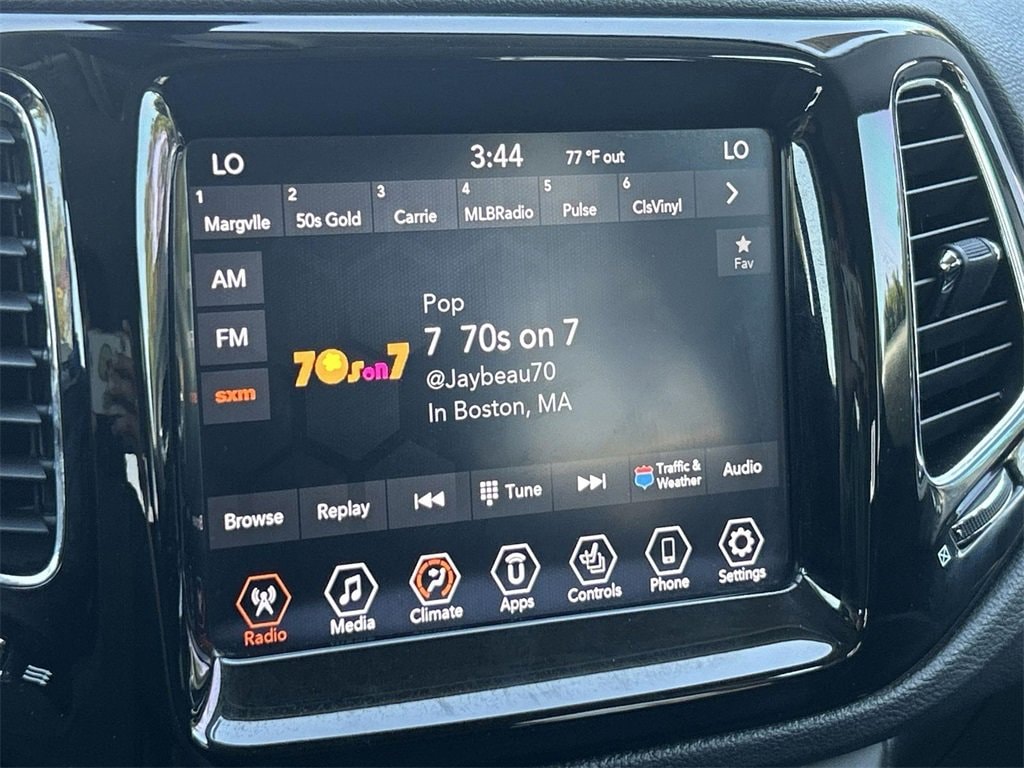 LO 3:44 77 °F out LO
1 Margvlle 2 50s Gold 3 Carrie 4 MLBRadio 5 Pulse 6 ClsVinyl
AM
FM
sxm
Fav
70s on 7
Pop
7 70s on 7
@Jaybeau70
In Boston, MA
Browse Replay Tune Traffic & Weather Audio
Radio Media Climate Apps Controls Phone Settings